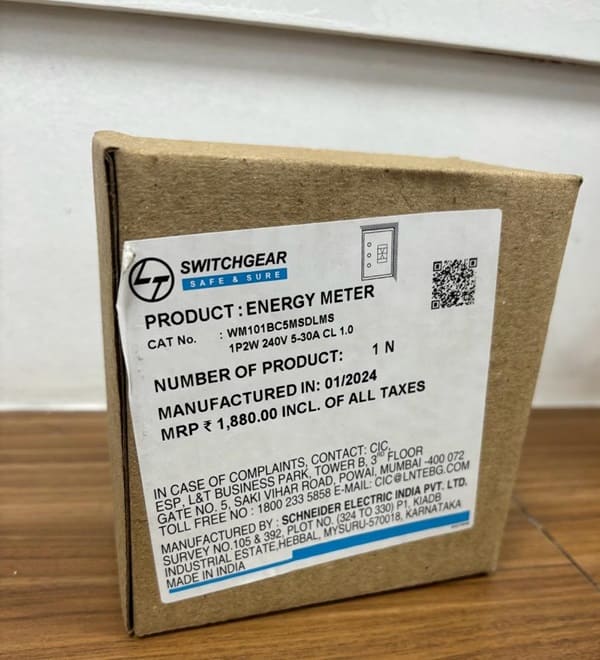 LT SWITCHGEAR
SAFE & SURE
PRODUCT : ENERGY METER
CAT No. : WM101BC5MSDLMS
1P2W 240V 5-30A CL 1.0
NUMBER OF PRODUCT: 1 N
MANUFACTURED IN: 01/2024
MRP ₹ 1,880.00 INCL. OF ALL TAXES
IN CASE OF COMPLAINTS, CONTACT: CIC,
ESP, L&T BUSINESS PARK, TOWER B, 3RD FLOOR
GATE NO. 5, SAKI VIHAR ROAD, POWAI, MUMBAI -400 072
TOLL FREE NO : 1800 233 5858 E-MAIL: CIC@LNTEBG.COM
MANUFACTURED BY : SCHNEIDER ELECTRIC INDIA PVT. LTD.
SURVEY NO.105 & 392, PLOT NO. (324 TO 330) P1, KIADB
INDUSTRIAL ESTATE,HEBBAL, MYSURU-570018, KARNATAKA
MADE IN INDIA